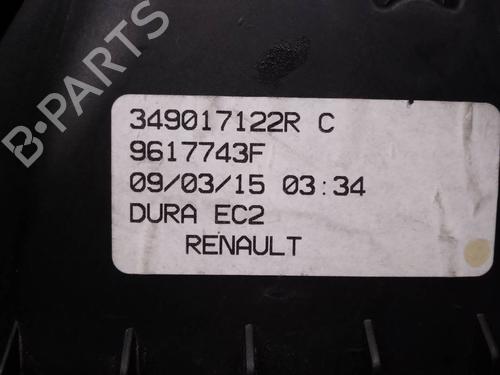 349017122R C
9617743F
09/03/15 03:34
DURA EC2
RENAULT
B-PARTS